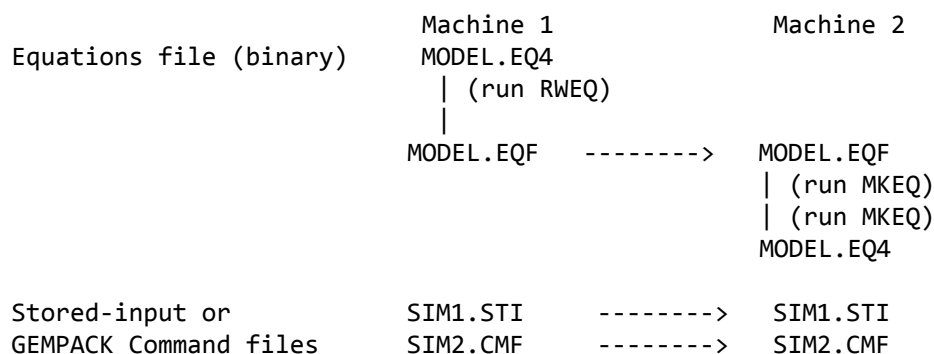 Machine 1 Machine 2
Equations file (binary) MODEL.EQ4
| (run RWEQ)
|
MODEL.EQF --------> MODEL.EQF
| (run MKEQ)
| (run MKEQ)
MODEL.EQ4
Stored-input or SIM1.STI --------> SIM1.STI
GEMPACK Command files SIM2.CMF --------> SIM2.CMF